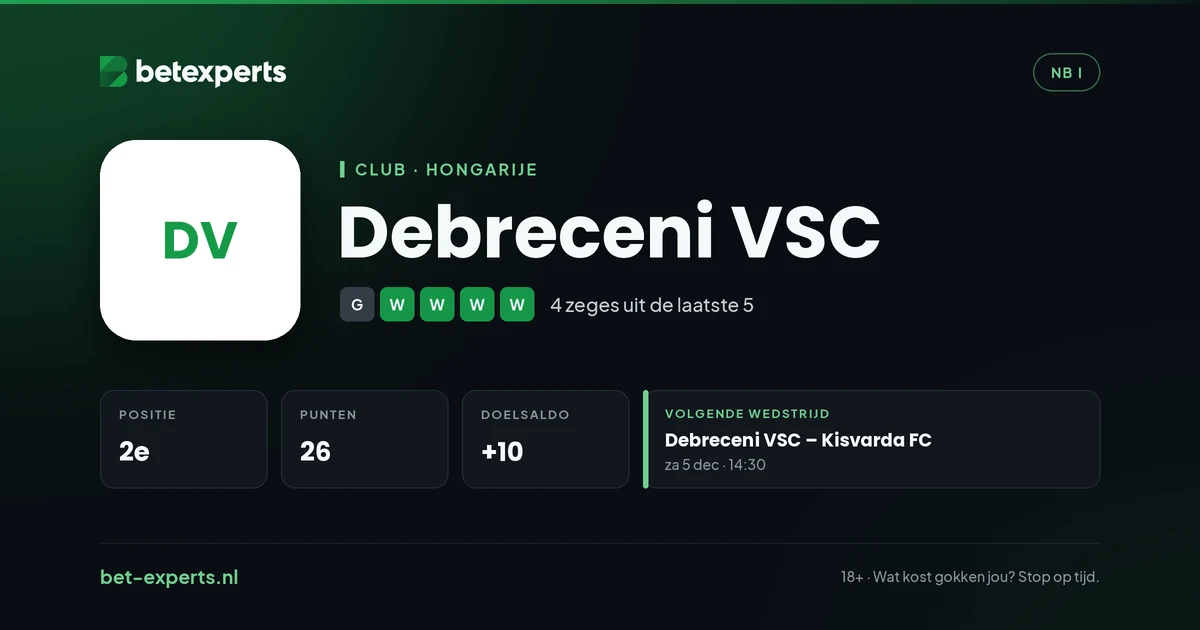 betexperts
NB I
DV
CLUB · HONGARIJE
Debreceni VSC
G W W W W 4 zeges uit de laatste 5
POSITIE
2e
PUNTEN
26
DOELSALDO
+10
VOLGENDE WEDSTRIJD
Debreceni VSC – Kisvarda FC
za 5 dec · 14:30
bet-experts.nl
18+ · Wat kost gokken jou? Stop op tijd.